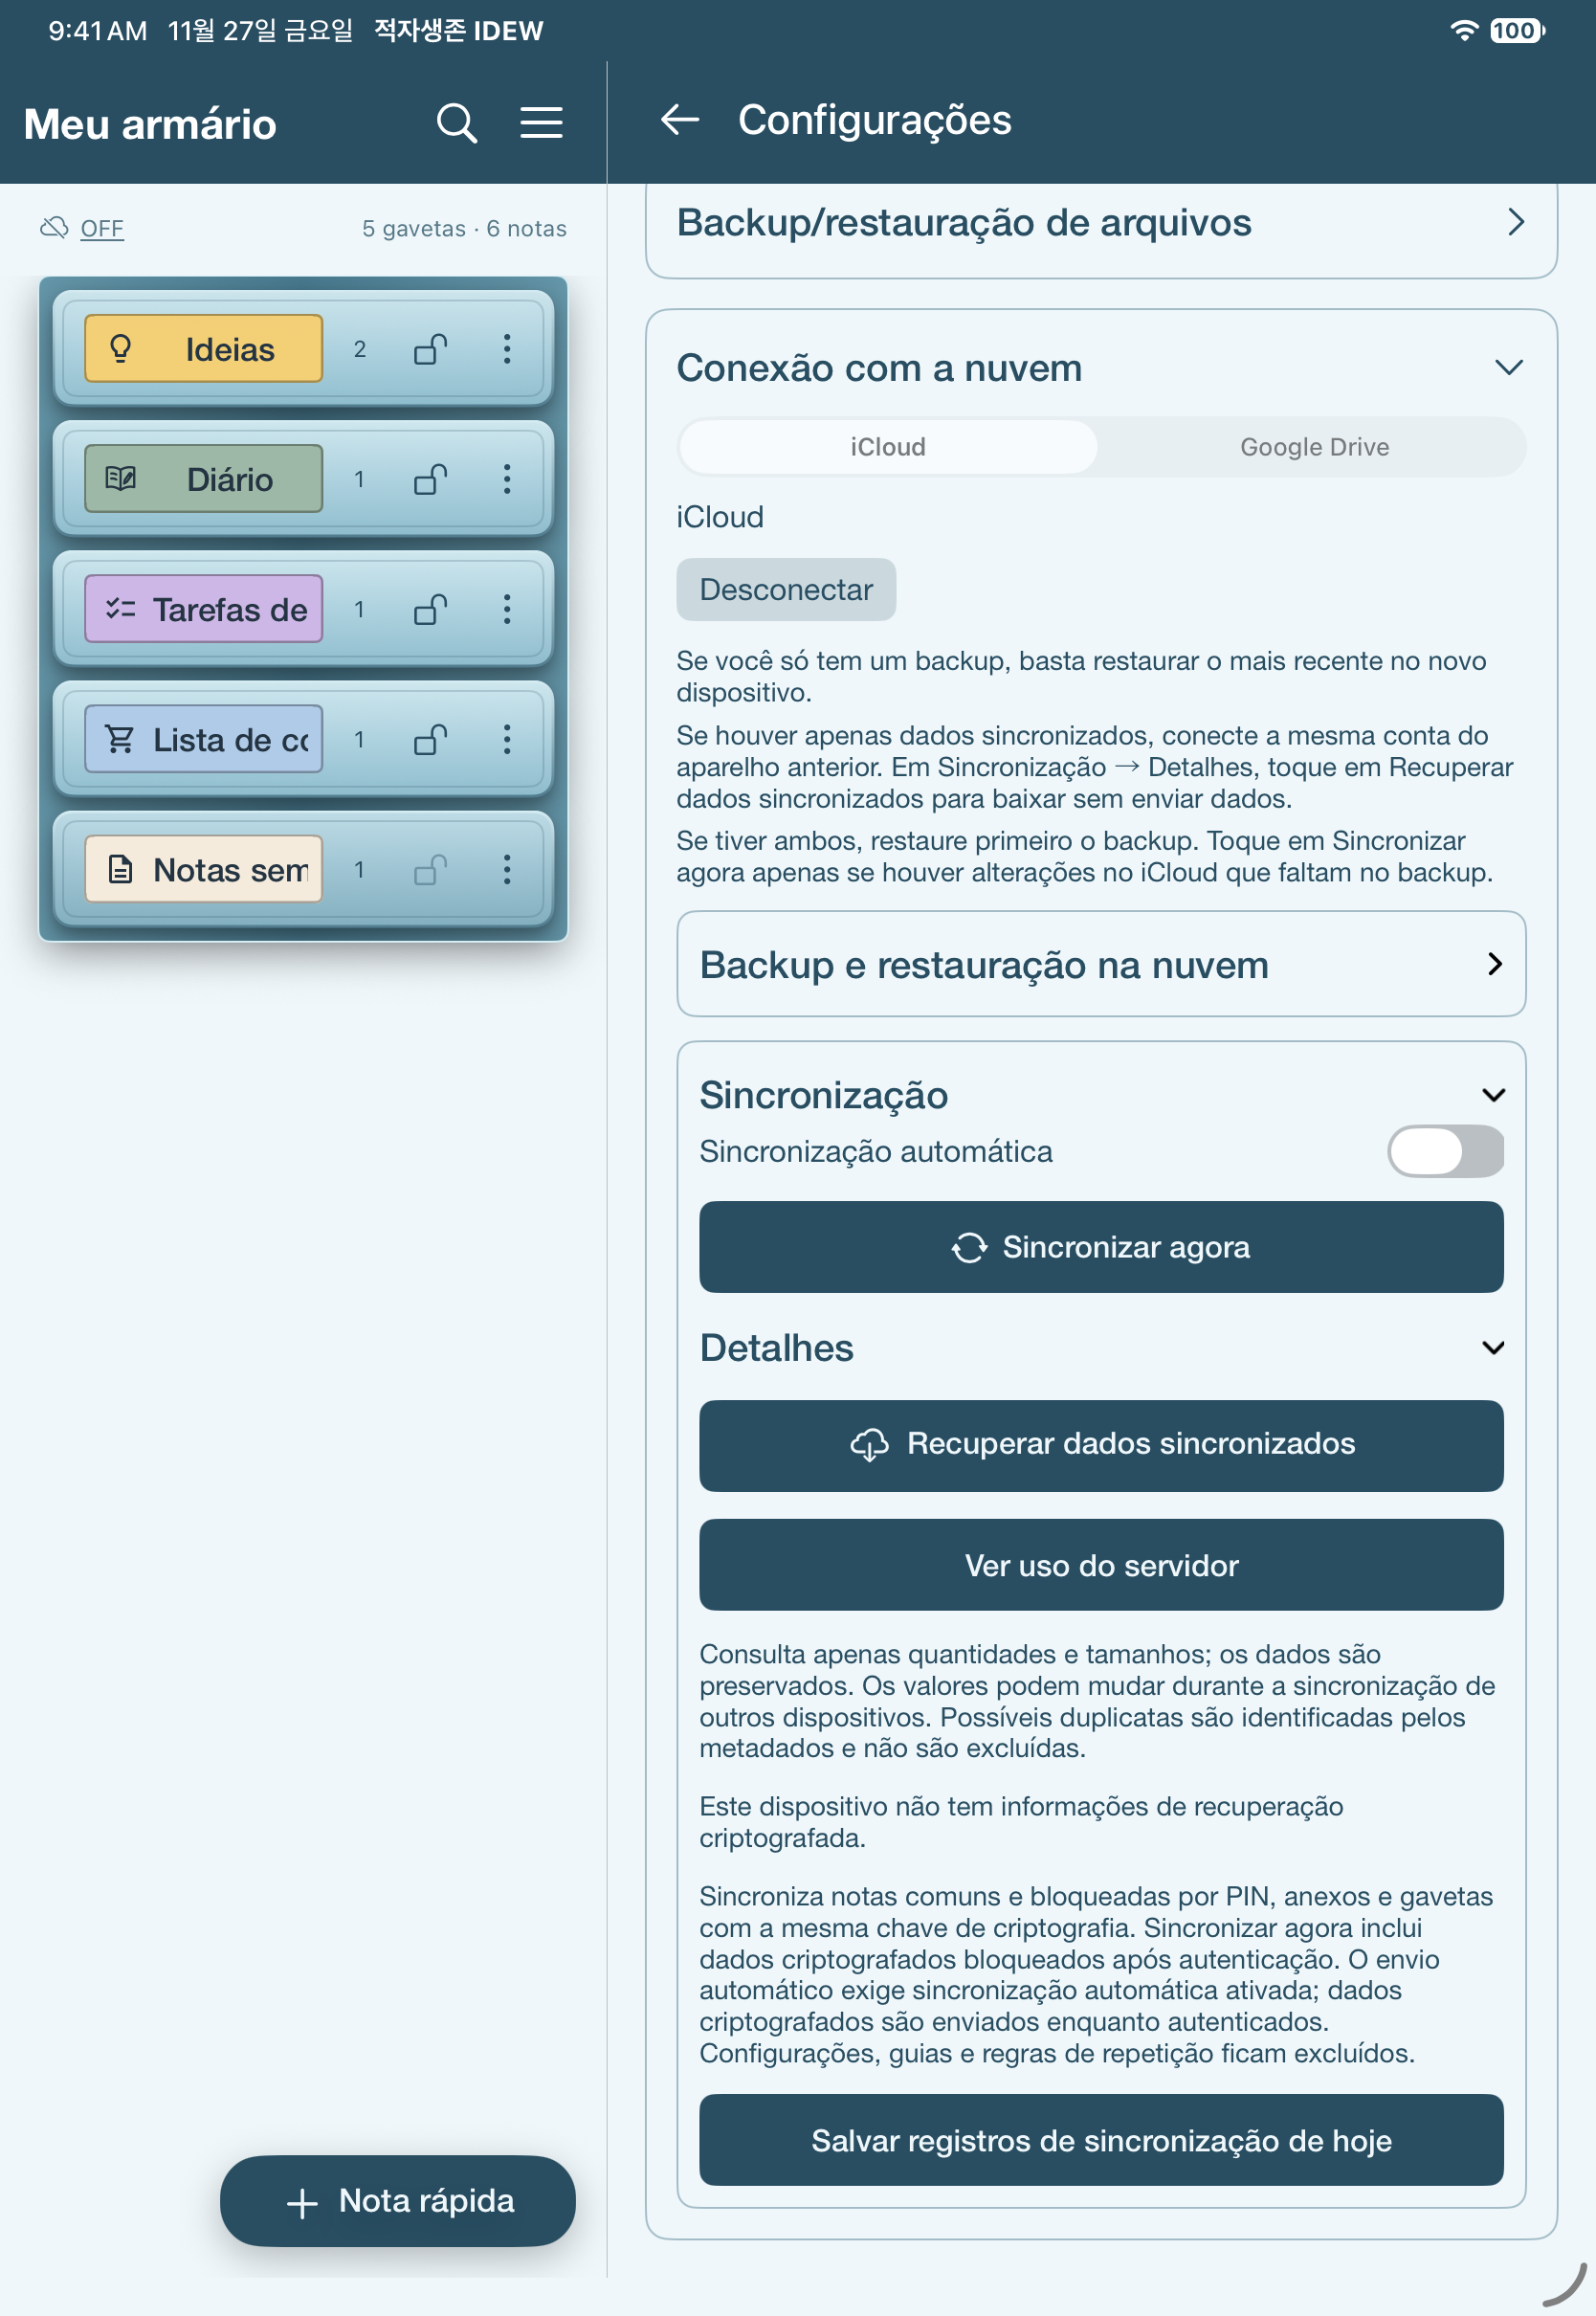 9:41 AM 11월 27일 금요일 적자생존 IDEW
100
Meu armário
OFF
5 gavetas · 6 notas
Ideias
2
Diário
1
Tarefas de
1
Lista de co
1
Notas sem
1
Nota rápida
Configurações
Backup/restauração de arquivos
Conexão com a nuvem
iCloud
Google Drive
iCloud
Desconectar
Se você só tem um backup, basta restaurar o mais recente no novo
dispositivo.
Se houver apenas dados sincronizados, conecte a mesma conta do
aparelho anterior. Em Sincronização → Detalhes, toque em Recuperar
dados sincronizados para baixar sem enviar dados.
Se tiver ambos, restaure primeiro o backup. Toque em Sincronizar
agora apenas se houver alterações no iCloud que faltam no backup.
Backup e restauração na nuvem
Sincronização
Sincronização automática
Sincronizar agora
Detalhes
Recuperar dados sincronizados
Ver uso do servidor
Consulta apenas quantidades e tamanhos; os dados são
preservados. Os valores podem mudar durante a sincronização de
outros dispositivos. Possíveis duplicatas são identificadas pelos
metadados e não são excluídas.
Este dispositivo não tem informações de recuperação
criptografada.
Sincroniza notas comuns e bloqueadas por PIN, anexos e gavetas
com a mesma chave de criptografia. Sincronizar agora inclui
dados criptografados bloqueados após autenticação. O envio
automático exige sincronização automática ativada; dados
criptografados são enviados enquanto autenticados.
Configurações, guias e regras de repetição ficam excluídos.
Salvar registros de sincronização de hoje